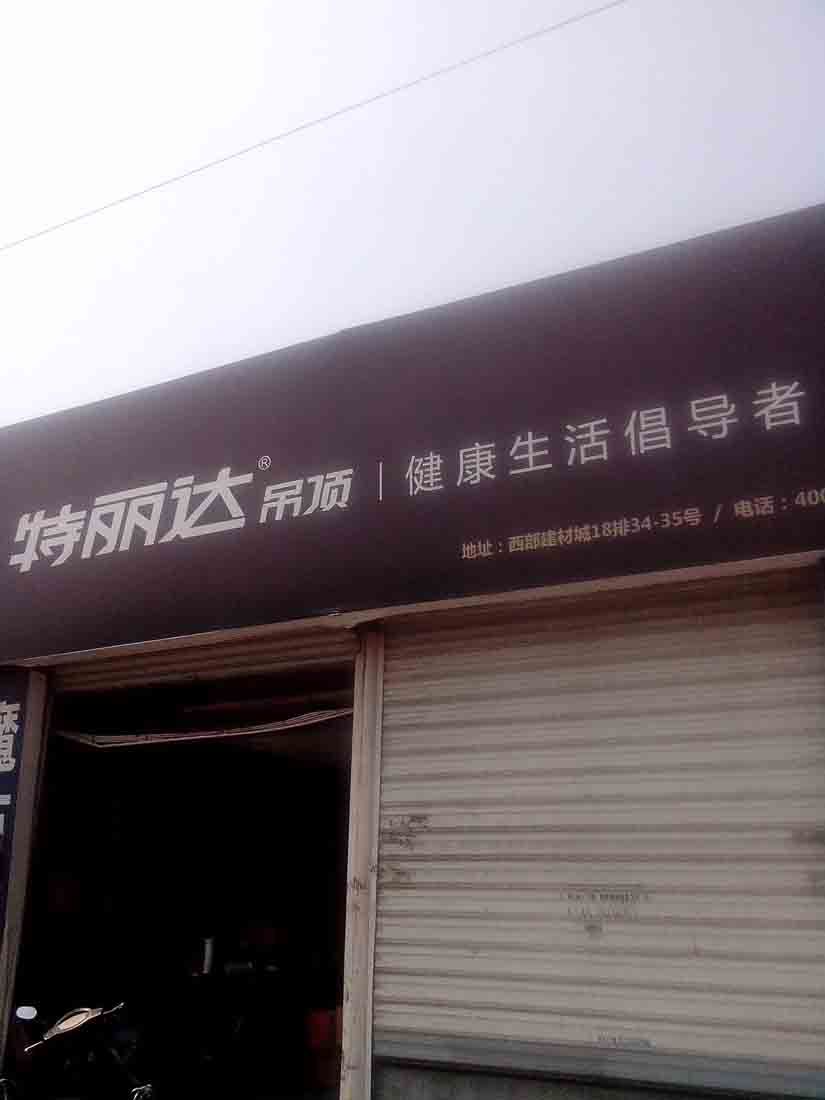 特丽达® 吊顶 | 健康生活倡导者
地址：西部建材城18排34-35号 / 电话：400
魔